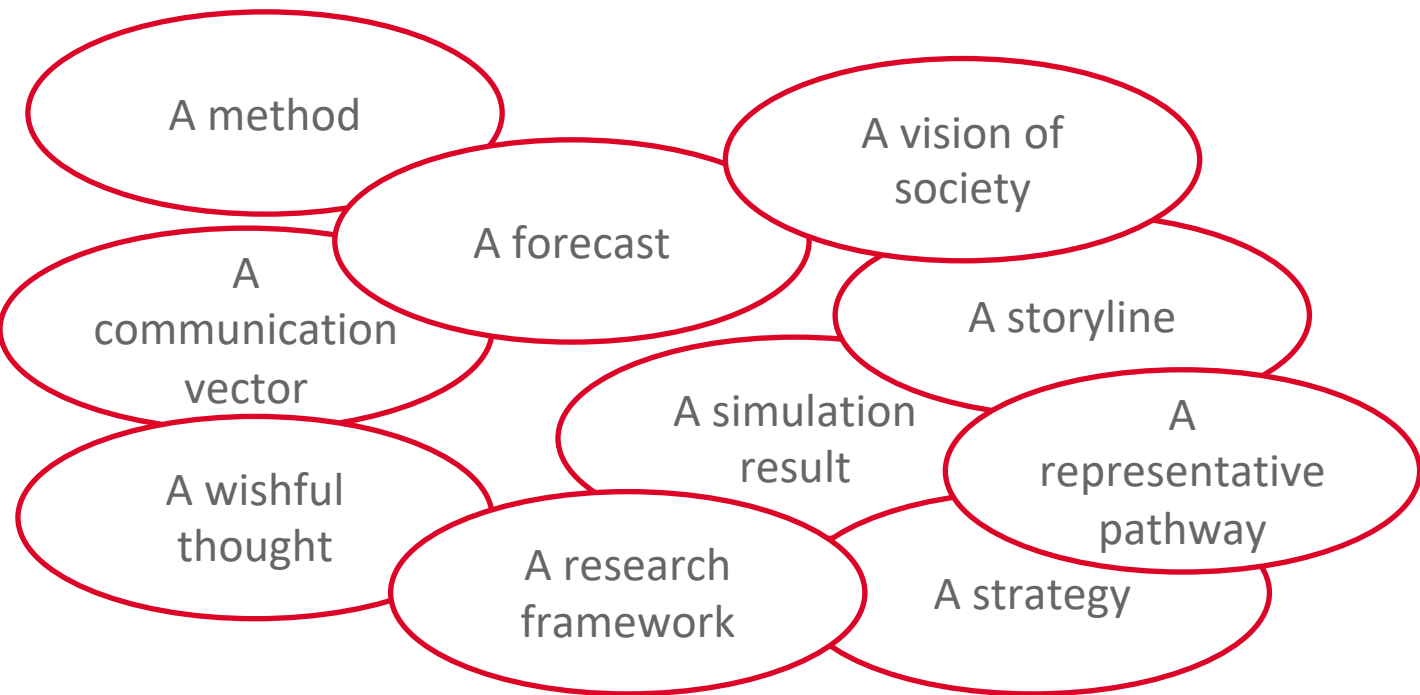 A method
A vision of
society
A forecast
A
communication
vector
A storyline
A simulation
result
A
representative
pathway
A wishful
thought
A research
framework
A strategy